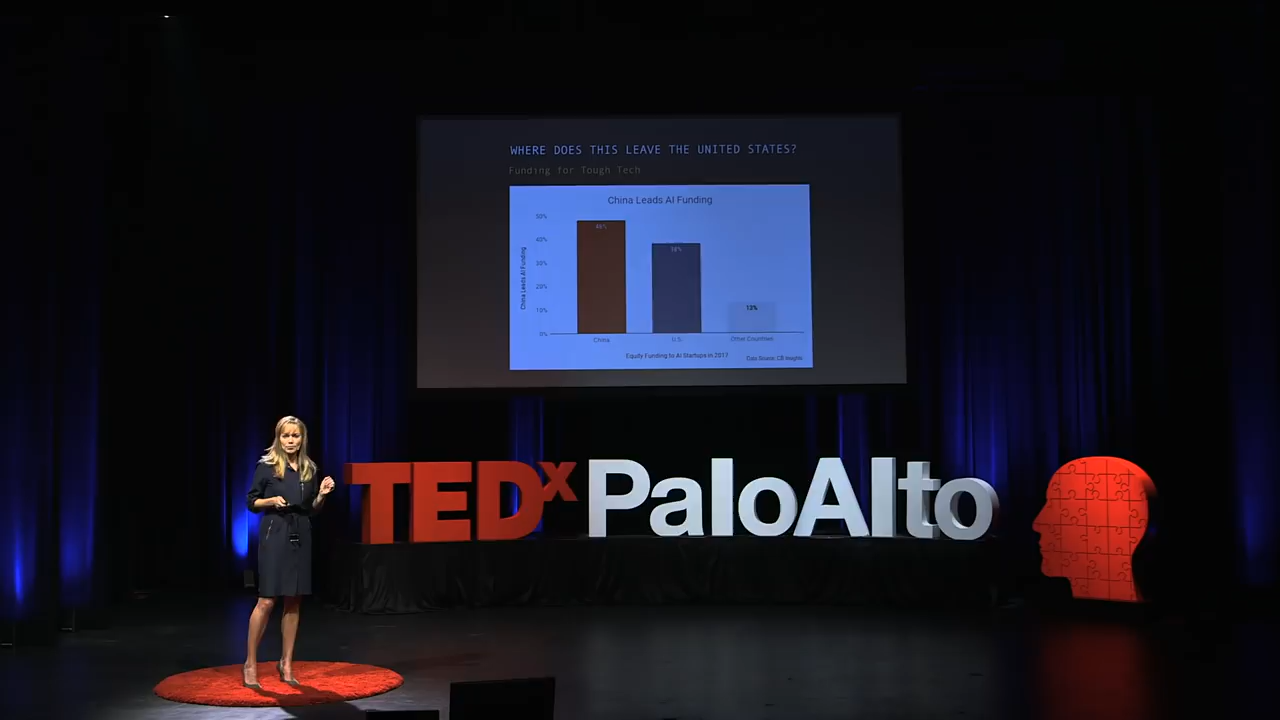 WHERE DOES THIS LEAVE THE UNITED STATES?
Funding for Tough Tech
China Leads AI Funding
50%
40%
30%
20%
10%
0%
China Leads AI Funding
48%
38%
13%
China
U.S.
Other Countries
Equity Funding to AI Startups in 2017
Data Source: CB Insights
TEDx PaloAlto